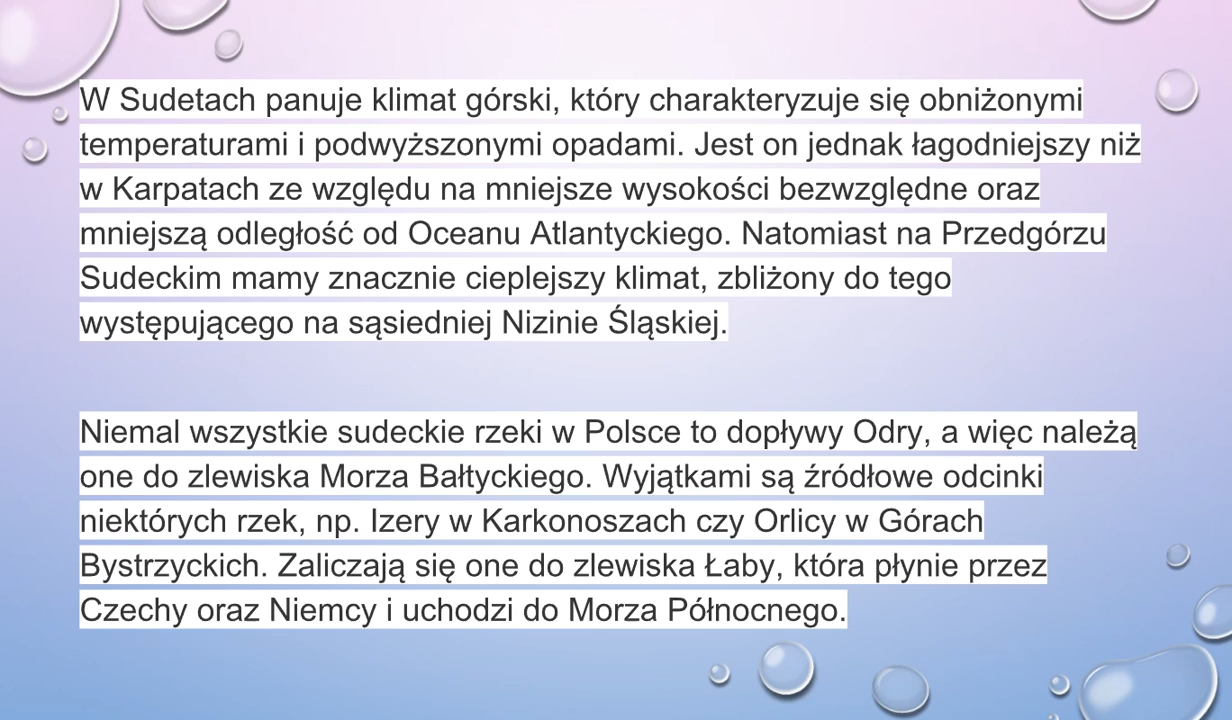 W Sudetach panuje klimat górski, który charakteryzuje się obniżonymi
temperaturami i podwyższonymi opadami. Jest on jednak łagodniejszy niż
w Karpatach ze względu na mniejsze wysokości bezwzględne oraz
mniejszą odległość od Oceanu Atlantyckiego. Natomiast na Przedgórzu
Sudeckim mamy znacznie cieplejszy klimat, zbliżony do tego
występującego na sąsiedniej Nizinie Śląskiej.
Niemal wszystkie sudeckie rzeki w Polsce to dopływy Odry, a więc należą
one do zlewiska Morza Bałtyckiego. Wyjątkami są źródłowe odcinki
niektórych rzek, np. Izery w Karkonoszach czy Orlicy w Górach
Bystrzyckich. Zaliczają się one do zlewiska Łaby, która płynie przez
Czechy oraz Niemcy i uchodzi do Morza Północnego.